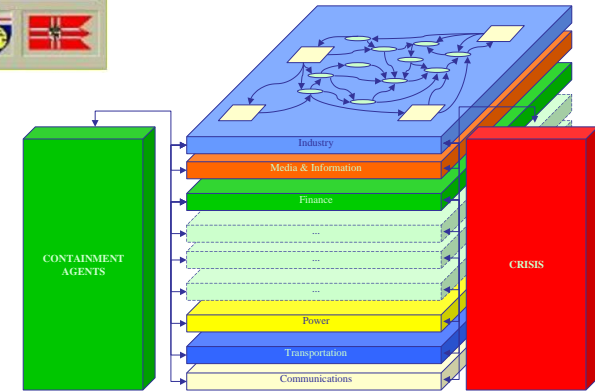 Industry
Media & Information
Finance
...
...
...
Power
Transportation
Communications
CONTAINMENT
AGENTS
CRISIS